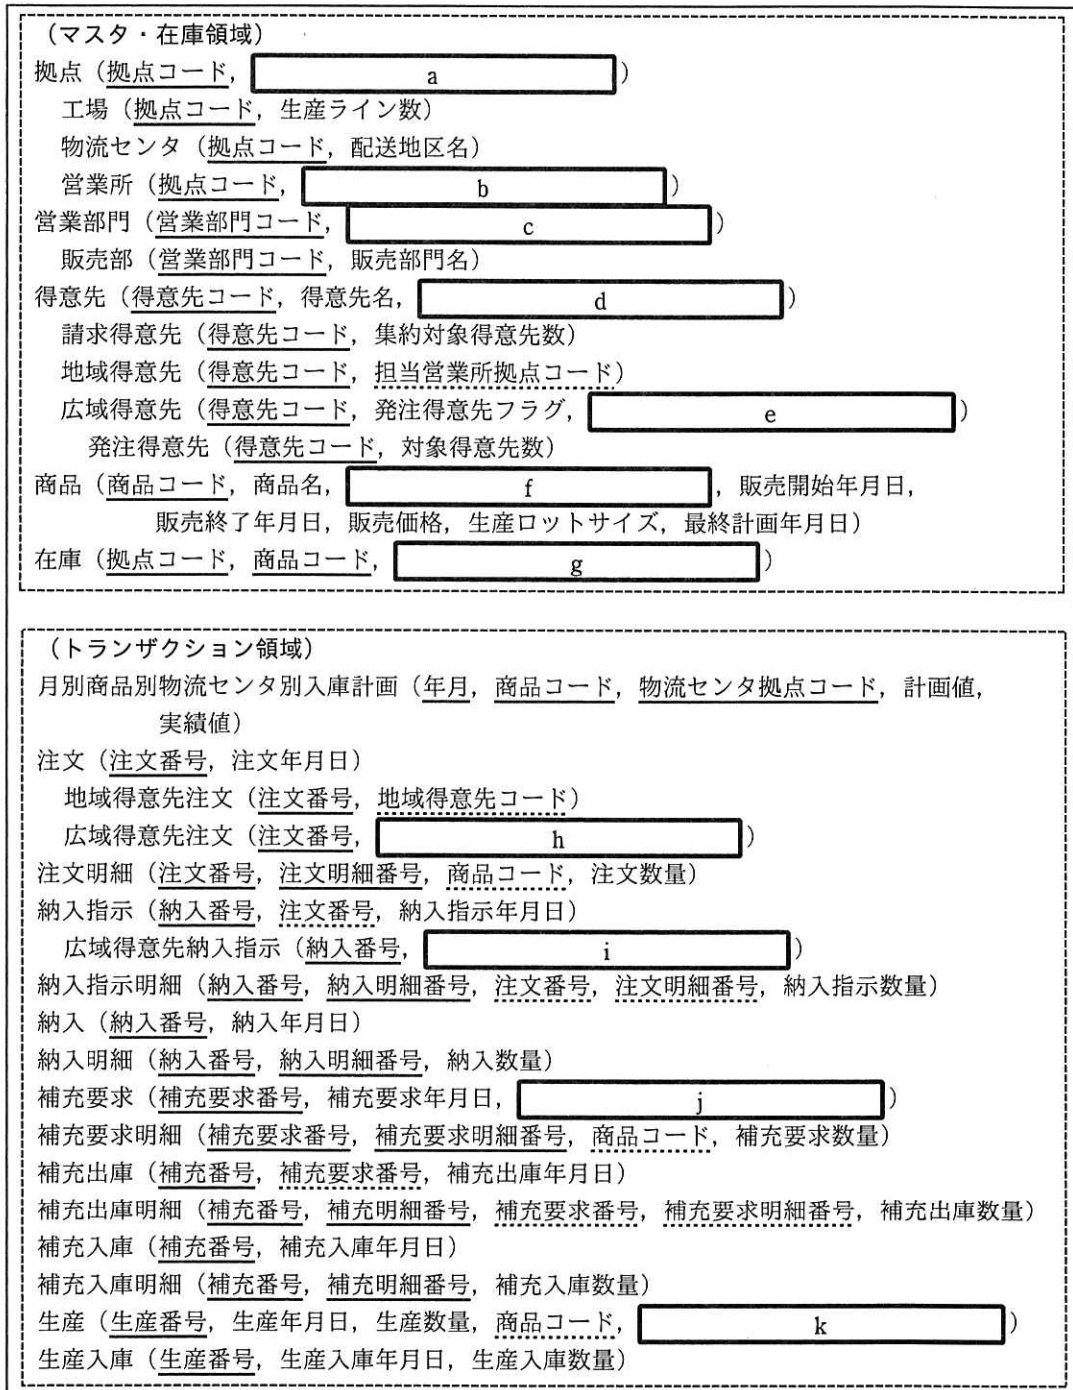 （マスタ・在庫領域）
拠点（拠点コード，a）
工場（拠点コード，生産ライン数）
物流センタ（拠点コード，配送地区名）
営業所（拠点コード，b）
営業部門（営業部門コード，c）
販売部（営業部門コード，販売部門名）
得意先（得意先コード，得意先名，d）
請求得意先（得意先コード，集約対象得意先数）
地域得意先（得意先コード，担当営業所拠点コード）
広域得意先（得意先コード，発注得意先フラグ，e）
発注得意先（得意先コード，対象得意先数）
商品（商品コード，商品名，f，販売開始年月日，
販売終了年月日，販売価格，生産ロットサイズ，最終計画年月日）
在庫（拠点コード，商品コード，g）
（トランザクション領域）
月別商品別物流センタ別入庫計画（年月，商品コード，物流センタ拠点コード，計画値，
実績値）
注文（注文番号，注文年月日）
地域得意先注文（注文番号，地域得意先コード）
広域得意先注文（注文番号，h）
注文明細（注文番号，注文明細番号，商品コード，注文数量）
納入指示（納入番号，注文番号，納入指示年月日）
広域得意先納入指示（納入番号，i）
納入指示明細（納入番号，納入明細番号，注文番号，注文明細番号，納入指示数量）
納入（納入番号，納入年月日）
納入明細（納入番号，納入明細番号，納入数量）
補充要求（補充要求番号，補充要求年月日，j）
補充要求明細（補充要求番号，補充要求明細番号，商品コード，補充要求数量）
補充出庫（補充番号，補充要求番号，補充出庫年月日）
補充出庫明細（補充番号，補充明細番号，補充要求番号，補充要求明細番号，補充出庫数量）
補充入庫（補充番号，補充入庫年月日）
補充入庫明細（補充番号，補充明細番号，補充入庫数量）
生産（生産番号，生産年月日，生産数量，商品コード，k）
生産入庫（生産番号，生産入庫年月日，生産入庫数量）